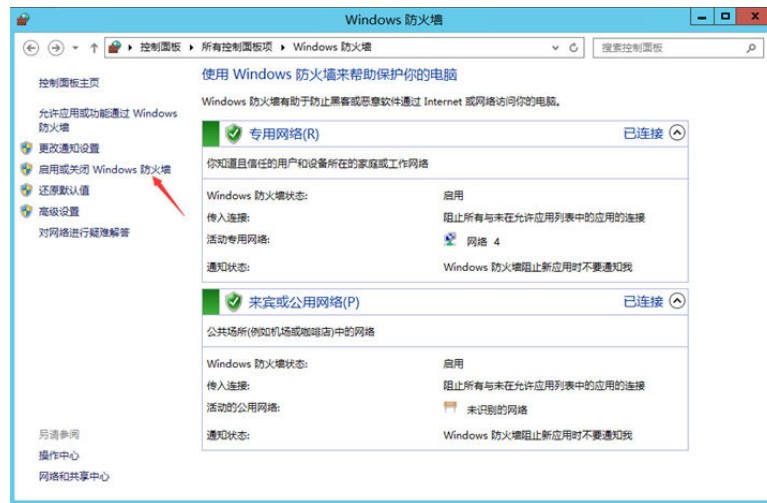 Windows 防火墙
控制面板 所有控制面板项 Windows 防火墙 搜索控制面板
控制面板主页
允许应用或功能通过 Windows
防火墙
更改通知设置
启用或关闭 Windows 防火墙
还原默认值
高级设置
对网络进行疑难解答
使用 Windows 防火墙来帮助保护你的电脑
Windows 防火墙有助于防止黑客或恶意软件通过 Internet 或网络访问你的电脑。
专用网络(R) 已连接
你知道且信任的用户和设备所在的家庭或工作网络
Windows 防火墙状态: 启用
传入连接: 阻止所有与未在允许应用列表中的应用的连接
活动专用网络: 网络 4
通知状态: Windows 防火墙阻止新应用时不要通知我
来宾或公用网络(P) 已连接
公共场所(例如机场或咖啡店)中的网络
Windows 防火墙状态: 启用
传入连接: 阻止所有与未在允许应用列表中的应用的连接
活动的公用网络: 未识别的网络
通知状态: Windows 防火墙阻止新应用时不要通知我
另请参阅
操作中心
网络和共享中心